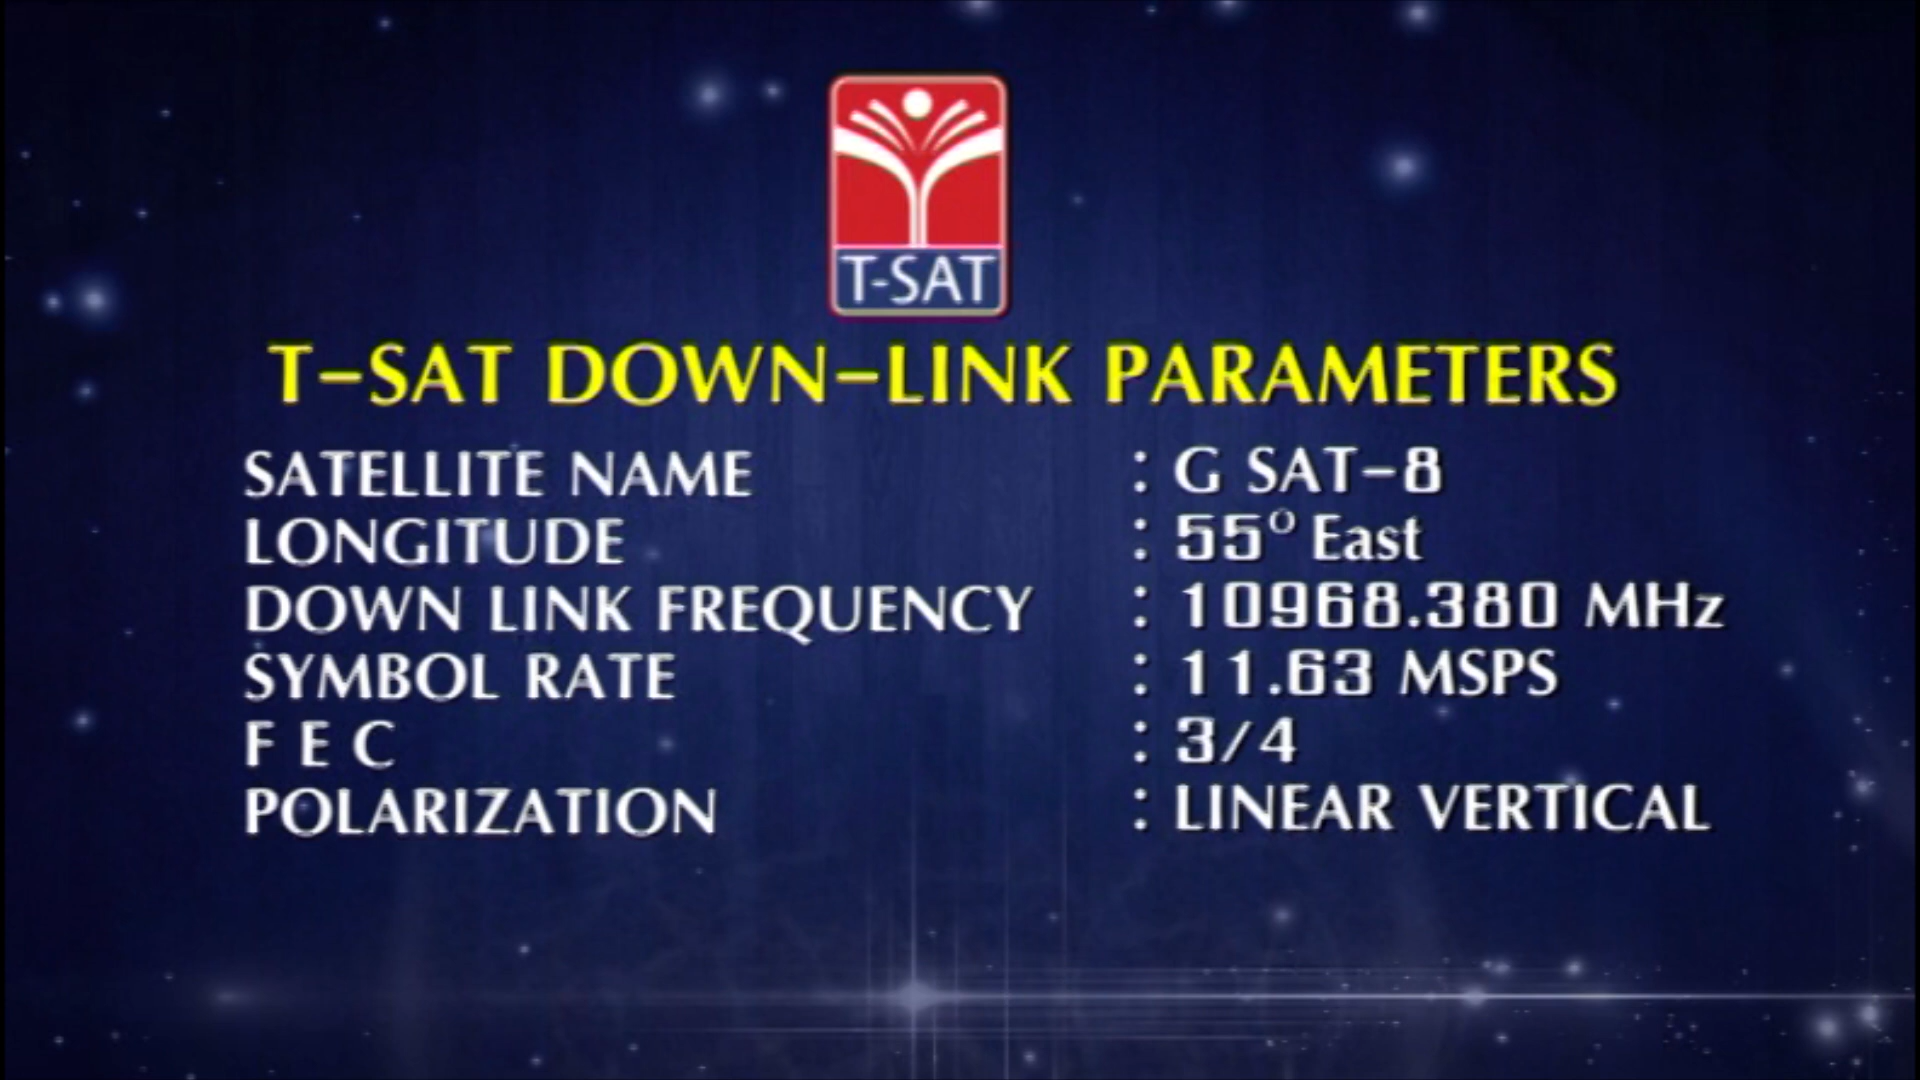 T-SAT
T-SAT DOWN-LINK PARAMETERS
SATELLITE NAME : G SAT-8
LONGITUDE : 55° East
DOWN LINK FREQUENCY : 10968.380 MHz
SYMBOL RATE : 11.63 MSPS
F E C : 3/4
POLARIZATION : LINEAR VERTICAL